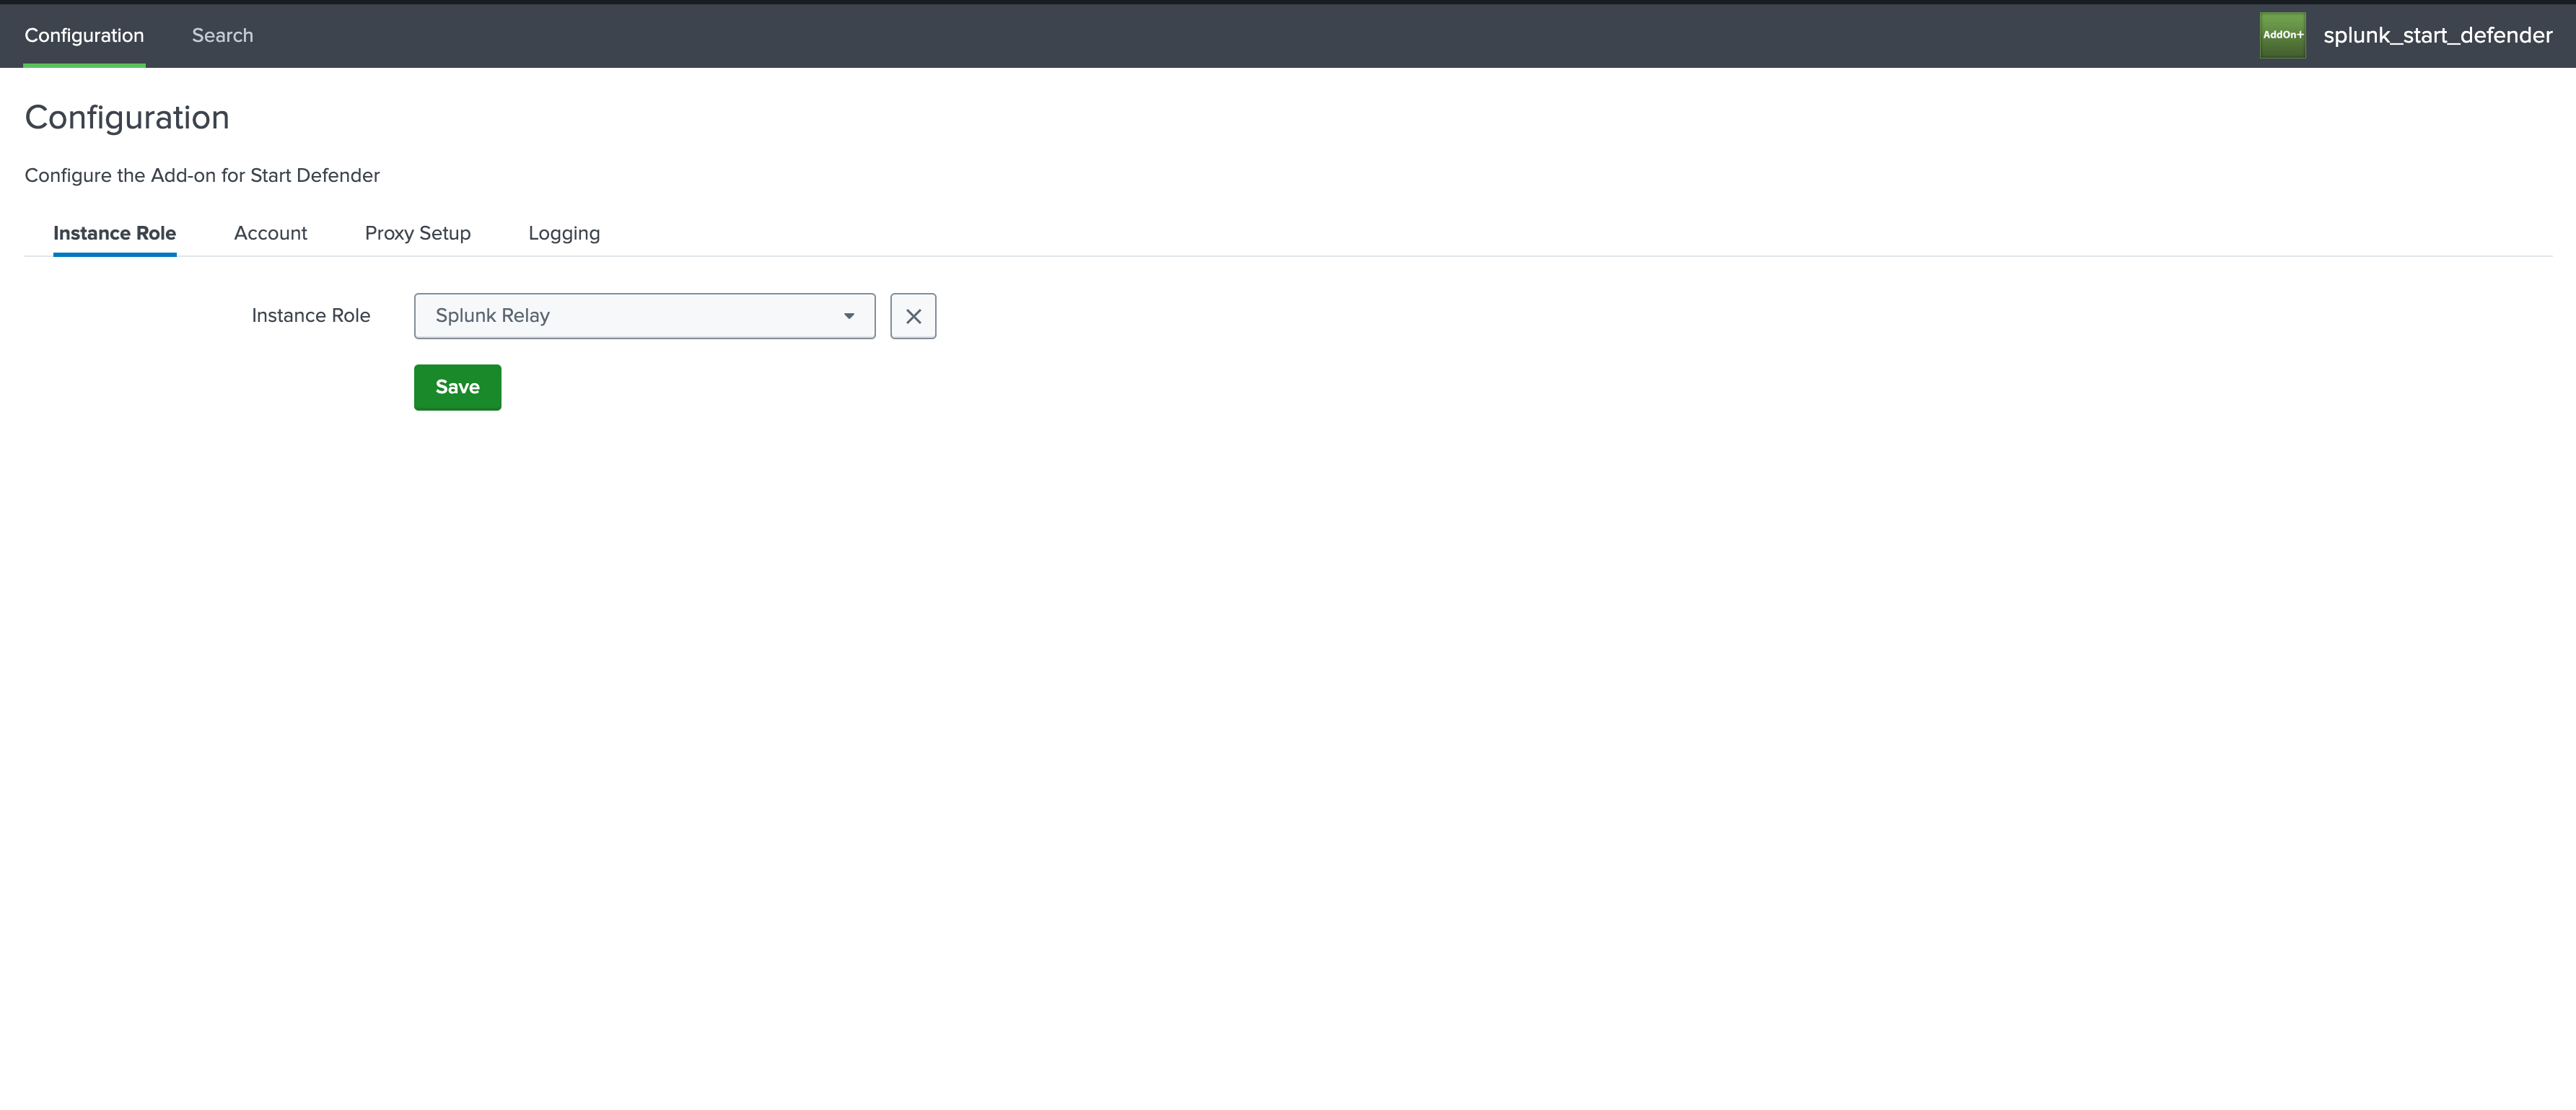 Configuration Search AddOn+ splunk_start_defender
Configuration
Configure the Add-on for Start Defender
Instance Role Account Proxy Setup Logging
Instance Role Splunk Relay
Save